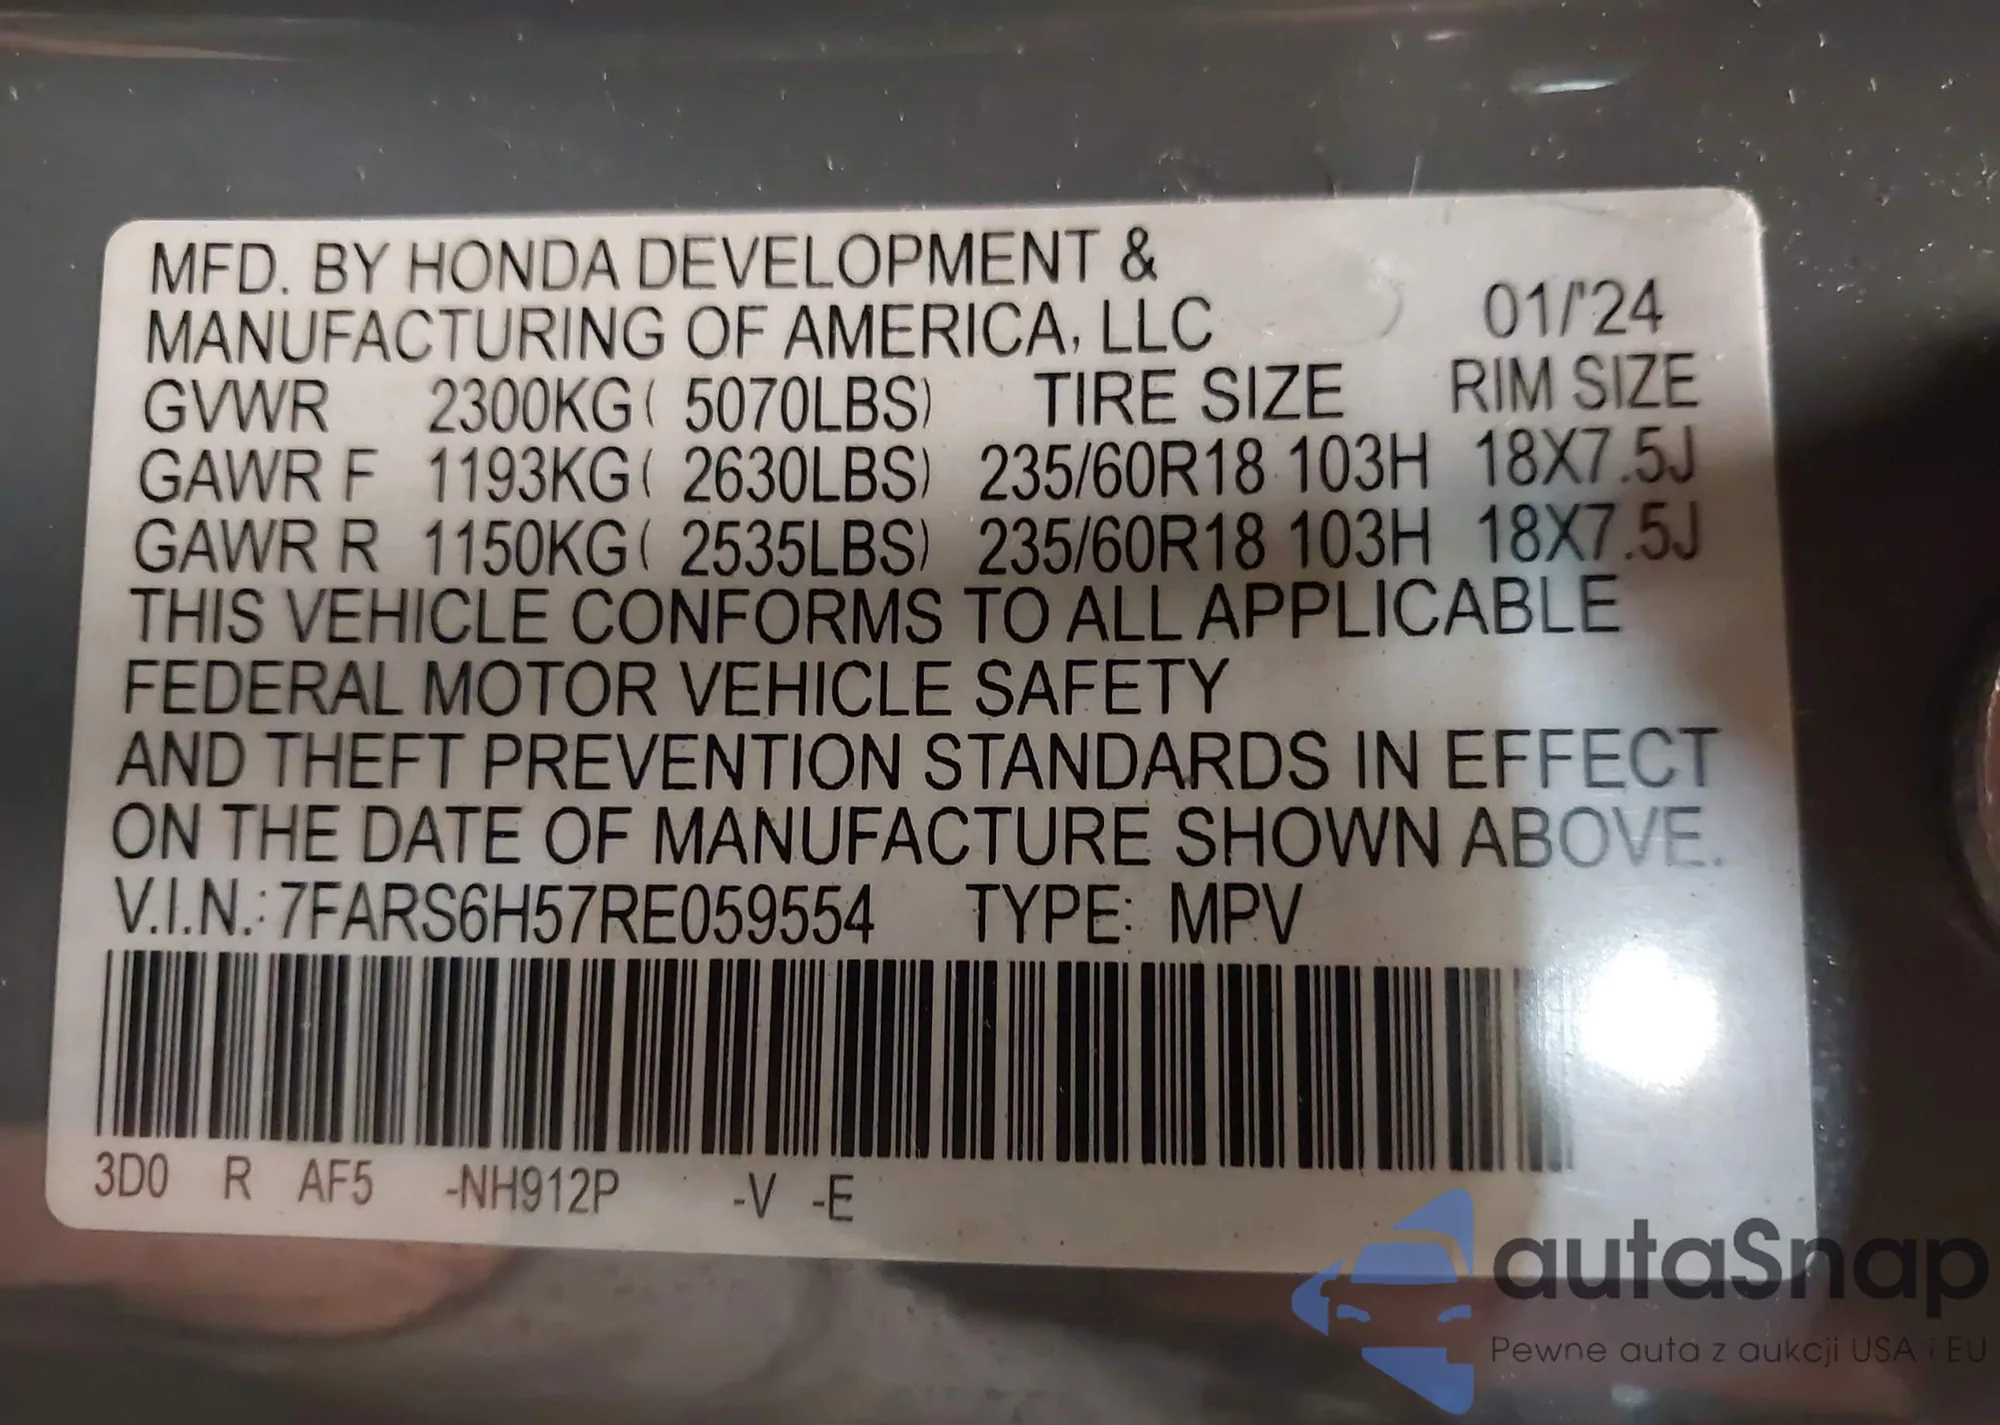 MFD. BY HONDA DEVELOPMENT &
MANUFACTURING OF AMERICA, LLC 01/'24
GVWR 2300KG( 5070LBS) TIRE SIZE RIM SIZE
GAWR F 1193KG( 2630LBS) 235/60R18 103H 18X7.5J
GAWR R 1150KG( 2535LBS) 235/60R18 103H 18X7.5J
THIS VEHICLE CONFORMS TO ALL APPLICABLE
FEDERAL MOTOR VEHICLE SAFETY
AND THEFT PREVENTION STANDARDS IN EFFECT
ON THE DATE OF MANUFACTURE SHOWN ABOVE.
V.I.N.: 7FARS6H57RE059554 TYPE: MPV
3D0 R AF5 -NH912P -V -E
autaSnap
Pewne auta z aukcji USA i EU